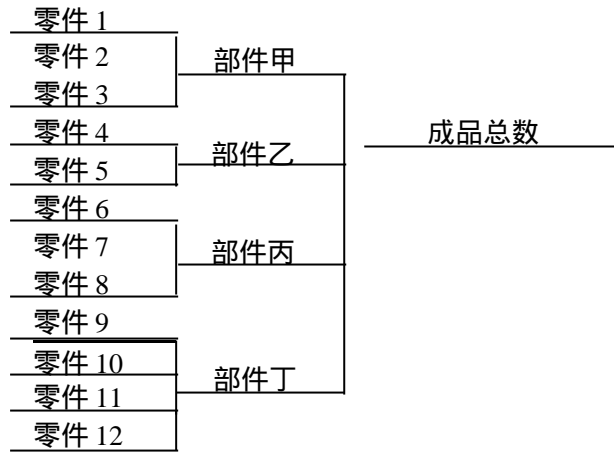 零件 1
零件 2
零件 3
零件 4
零件 5
零件 6
零件 7
零件 8
零件 9
零件 10
零件 11
零件 12
部件甲
部件乙
部件丙
部件丁
成品总数